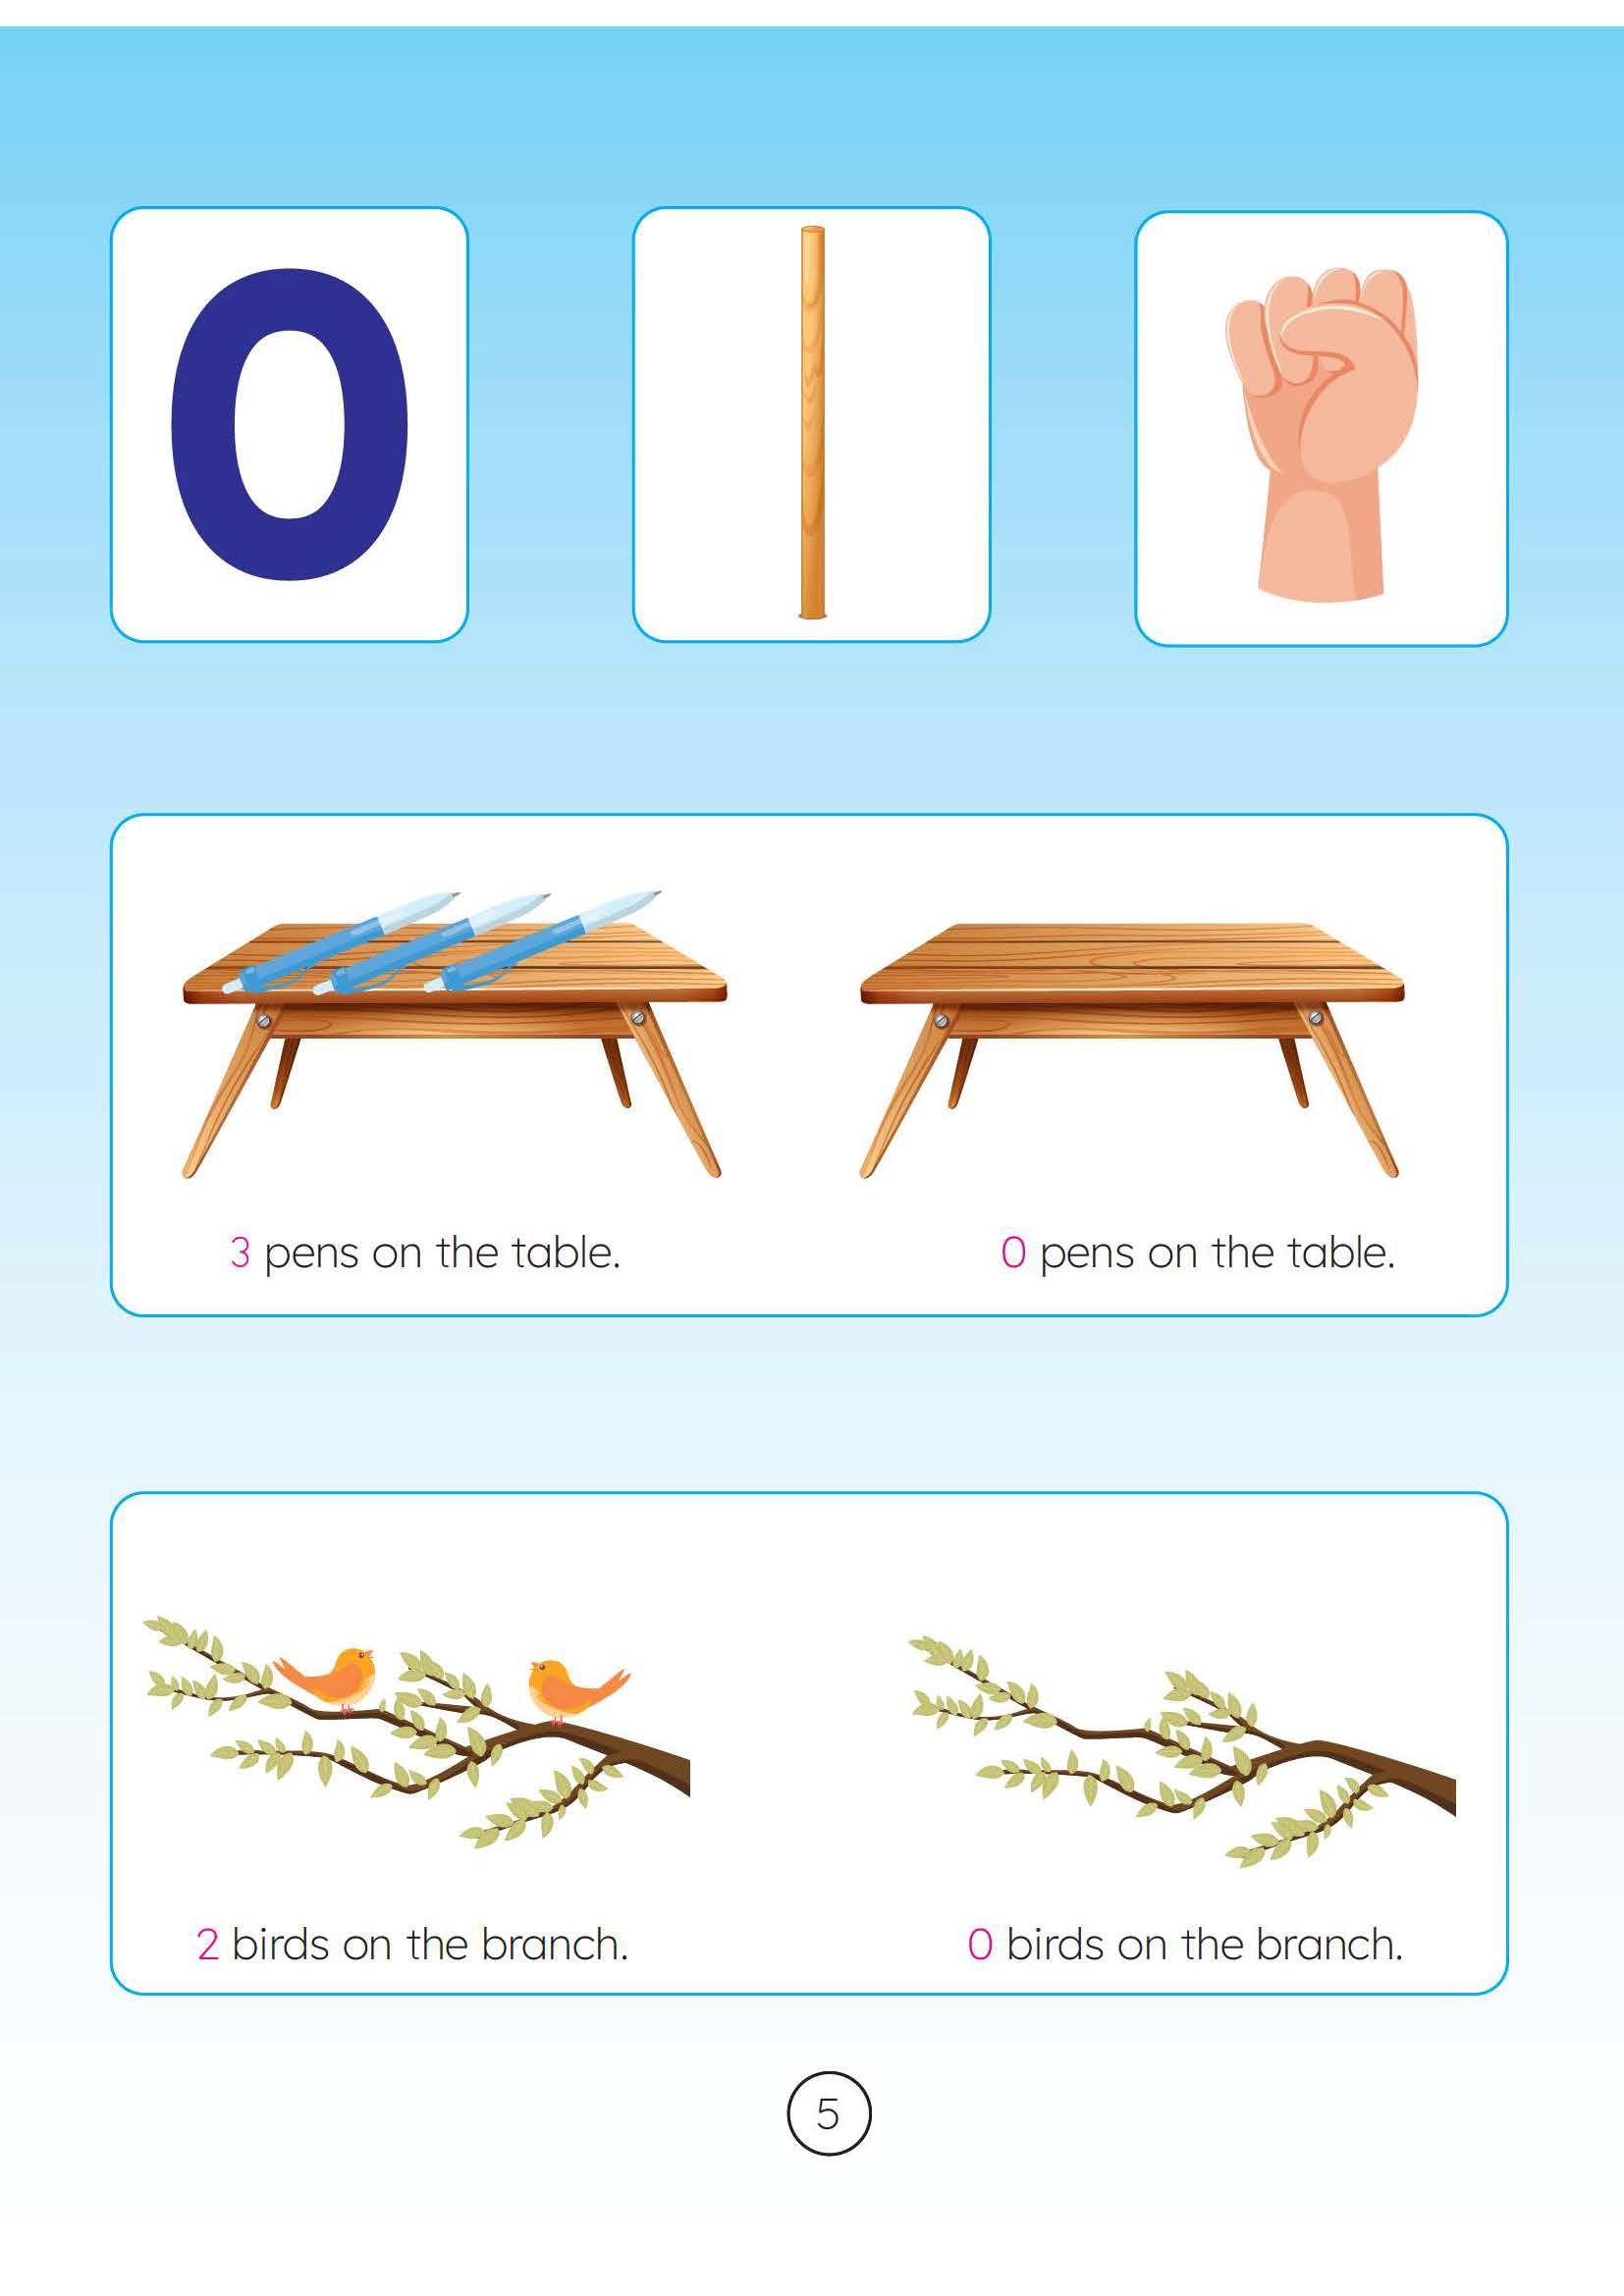 0
3 pens on the table.
0 pens on the table.
2 birds on the branch.
0 birds on the branch.
5